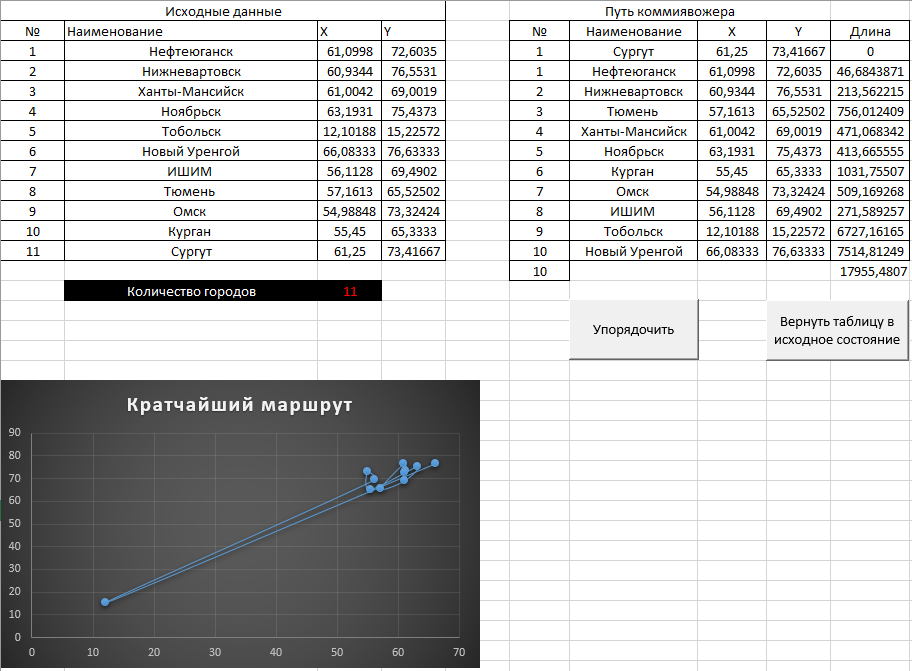 Исходные данные
№ Наименование X Y
1 Нефтеюганск 61,0998 72,6035
2 Нижневартовск 60,9344 76,5531
3 Ханты-Мансийск 61,0042 69,0019
4 Ноябрьск 63,1931 75,4373
5 Тобольск 12,10188 15,22572
6 Новый Уренгой 66,08333 76,63333
7 ИШИМ 56,1128 69,4902
8 Тюмень 57,1613 65,52502
9 Омск 54,98848 73,32424
10 Курган 55,45 65,3333
11 Сургут 61,25 73,41667
Количество городов 11
Путь коммивожера
№ Наименование X Y Длина
1 Сургут 61,25 73,41667 0
1 Нефтеюганск 61,0998 72,6035 46,6843871
2 Нижневартовск 60,9344 76,5531 213,562215
3 Тюмень 57,1613 65,52502 756,012409
4 Ханты-Мансийск 61,0042 69,0019 471,068342
5 Ноябрьск 63,1931 75,4373 413,665555
6 Курган 55,45 65,3333 1031,75507
7 Омск 54,98848 73,32424 509,169268
8 ИШИМ 56,1128 69,4902 271,589257
9 Тобольск 12,10188 15,22572 6727,16165
10 Новый Уренгой 66,08333 76,63333 7514,81249
10 17955,4807
Упорядочить
Вернуть таблицу в
исходное состояние
Кратчайший маршрут
90
80
70
60
50
40
30
20
10
0
0 10 20 30 40 50 60 70